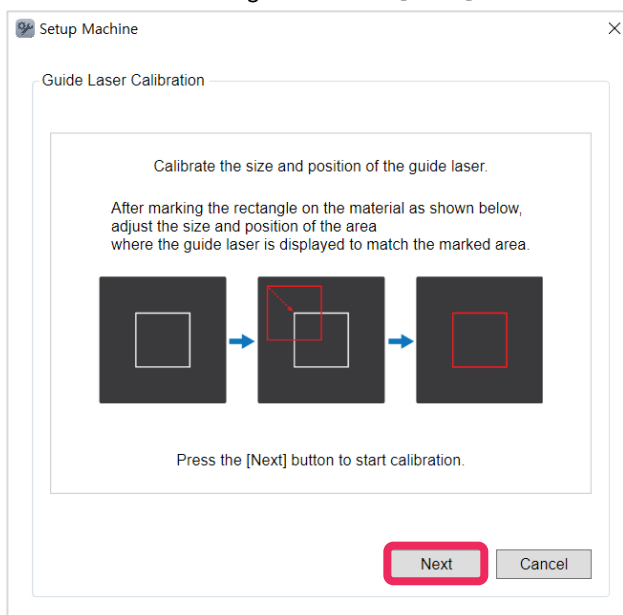 Setup Machine
Guide Laser Calibration
Calibrate the size and position of the guide laser.
After marking the rectangle on the material as shown below,
adjust the size and position of the area
where the guide laser is displayed to match the marked area.
Press the [Next] button to start calibration.
Next
Cancel